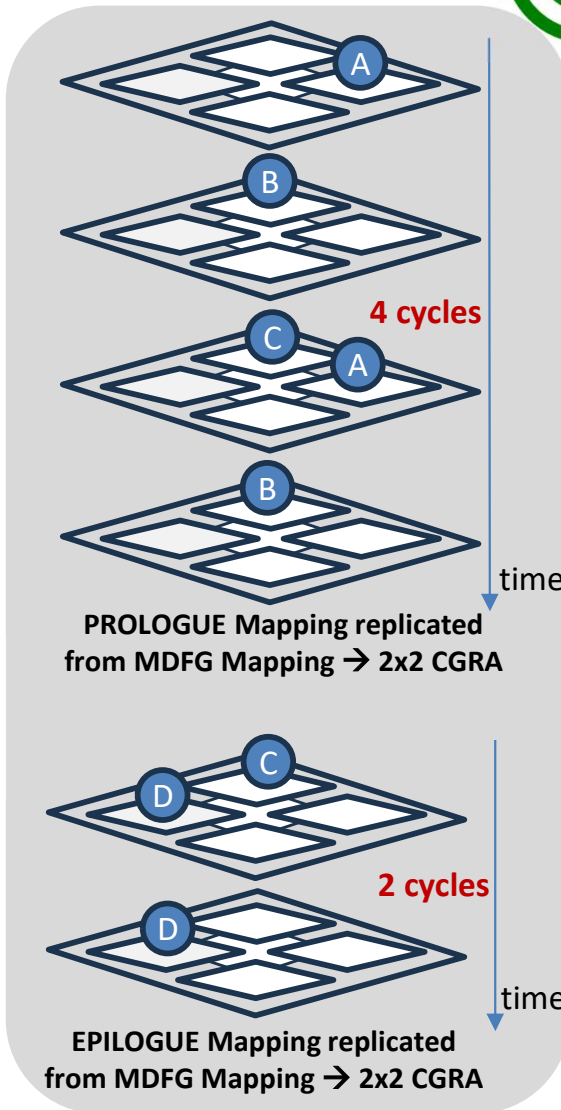 A
B
4 cycles
C
A
B
time
PROLOGUE Mapping replicated
from MDFG Mapping → 2x2 CGRA
C
D
2 cycles
D
time
EPILOGUE Mapping replicated
from MDFG Mapping → 2x2 CGRA